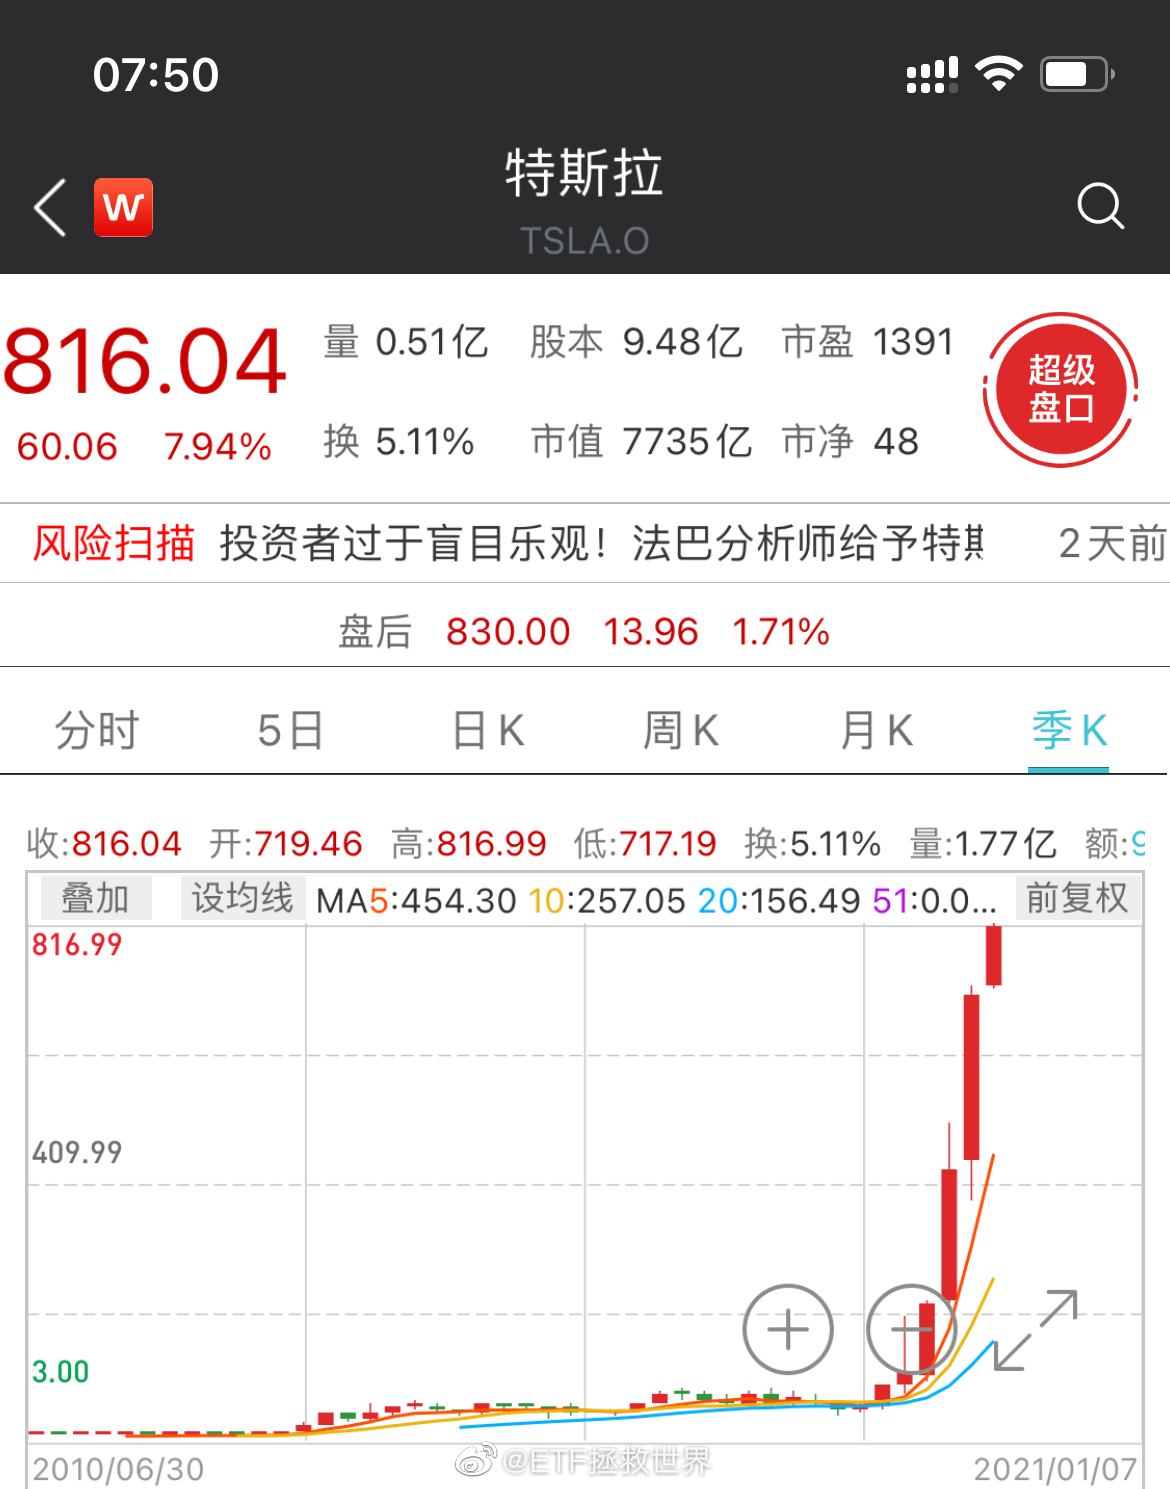 07:50
特斯拉
TSLA.O
W
816.04
60.06 7.94%
量 0.51亿 股本 9.48亿 市盈 1391
换 5.11% 市值 7735亿 市净 48
超级
盘口
风险扫描 投资者过于盲目乐观！法巴分析师给予特斯 2天前
盘后 830.00 13.96 1.71%
分时 5日 日K 周K 月K 季K
收:816.04 开:719.46 高:816.99 低:717.19 换:5.11% 量:1.77亿 额:9
叠加 设均线 MA5:454.30 10:257.05 20:156.49 51:0.0... 前复权
816.99
409.99
3.00
@ETF拯救世界
2010/06/30 2021/01/07